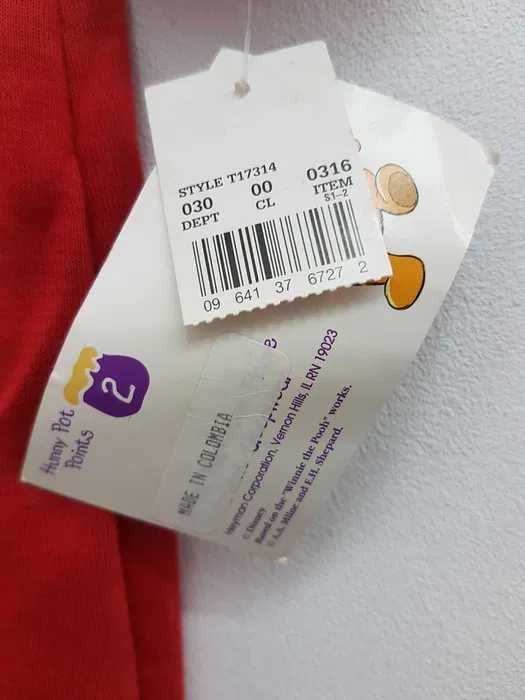 STYLE T17314
030 00 0316
DEPT CL ITEM
S1-2
09 641 37 6727 2
2
Hunny Pot
Points
MADE IN COLOMBIA
Heyman Corporation, Vernon Hills, IL RN 19023
© Disney
Based on the "Winnie the Pooh" works.
© A.A. Milne and E.H. Shepard.